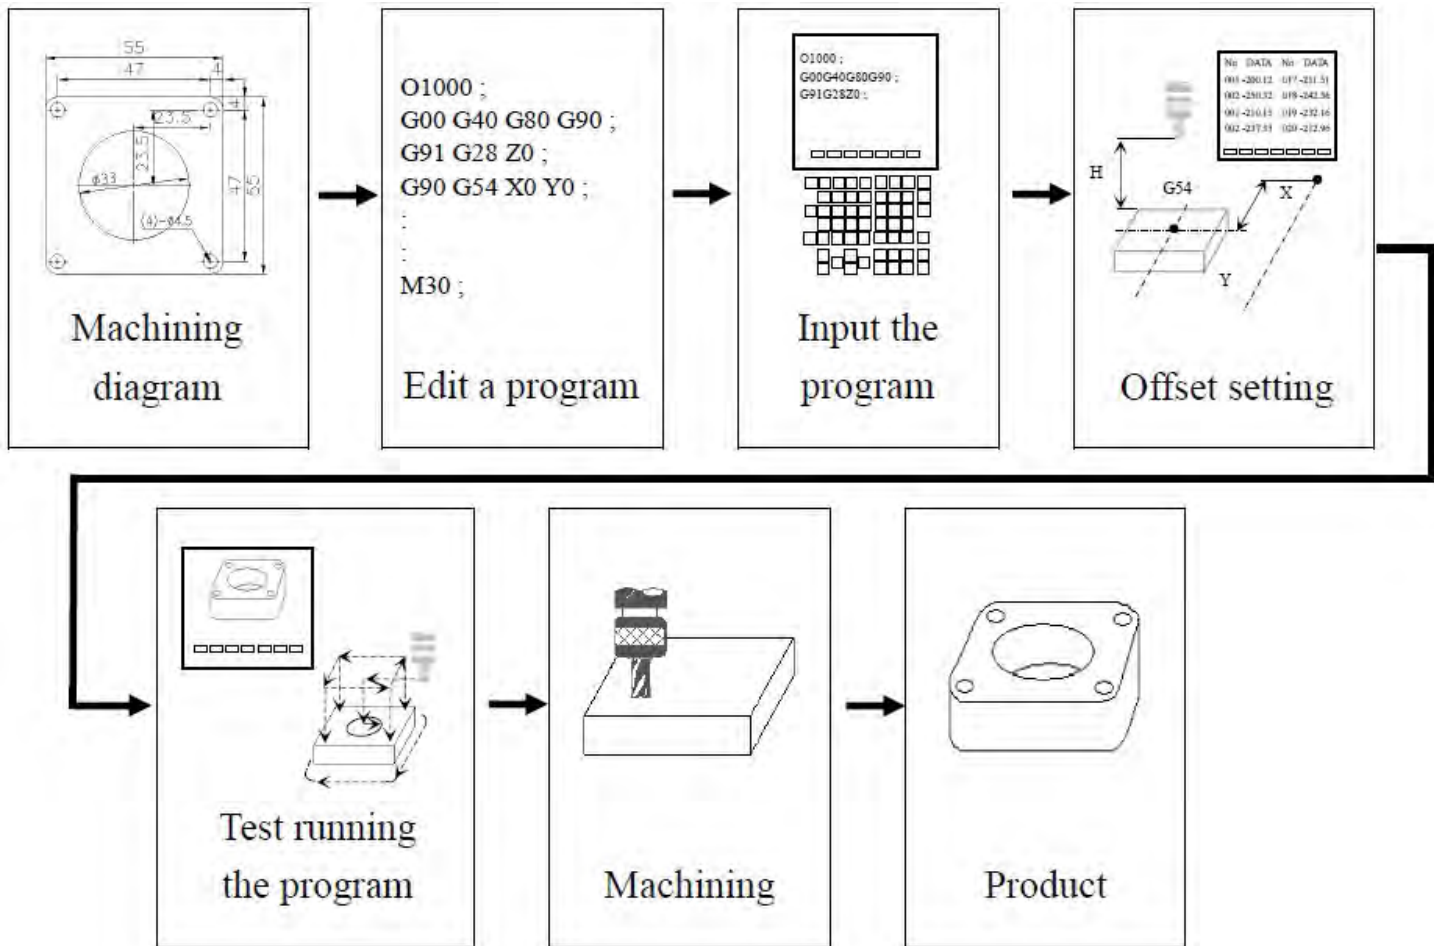 55
47
4
4
23.5
23.5
ø33
47
55
(4)-ø4.5
Machining
diagram
O1000 ;
G00 G40 G80 G90 ;
G91 G28 Z0 ;
G90 G54 X0 Y0 ;
:
:
M30 ;
Edit a program
O1000 ;
G00G40G80G90 ;
G91G28Z0 ;
Input the
program
No DATA No DATA
H
G54
X
Y
Offset setting
Test running
the program
Machining
Product